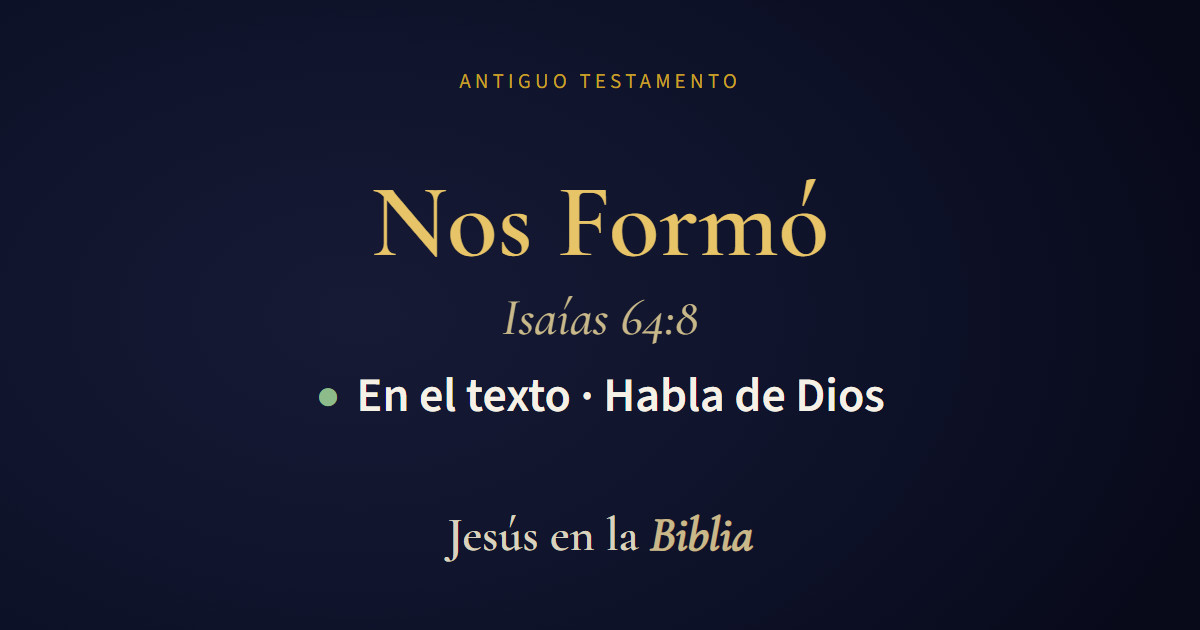 ANTIGUO TESTAMENTO
Nos Formó
Isaías 64:8
En el texto · Habla de Dios
Jesús en la Biblia